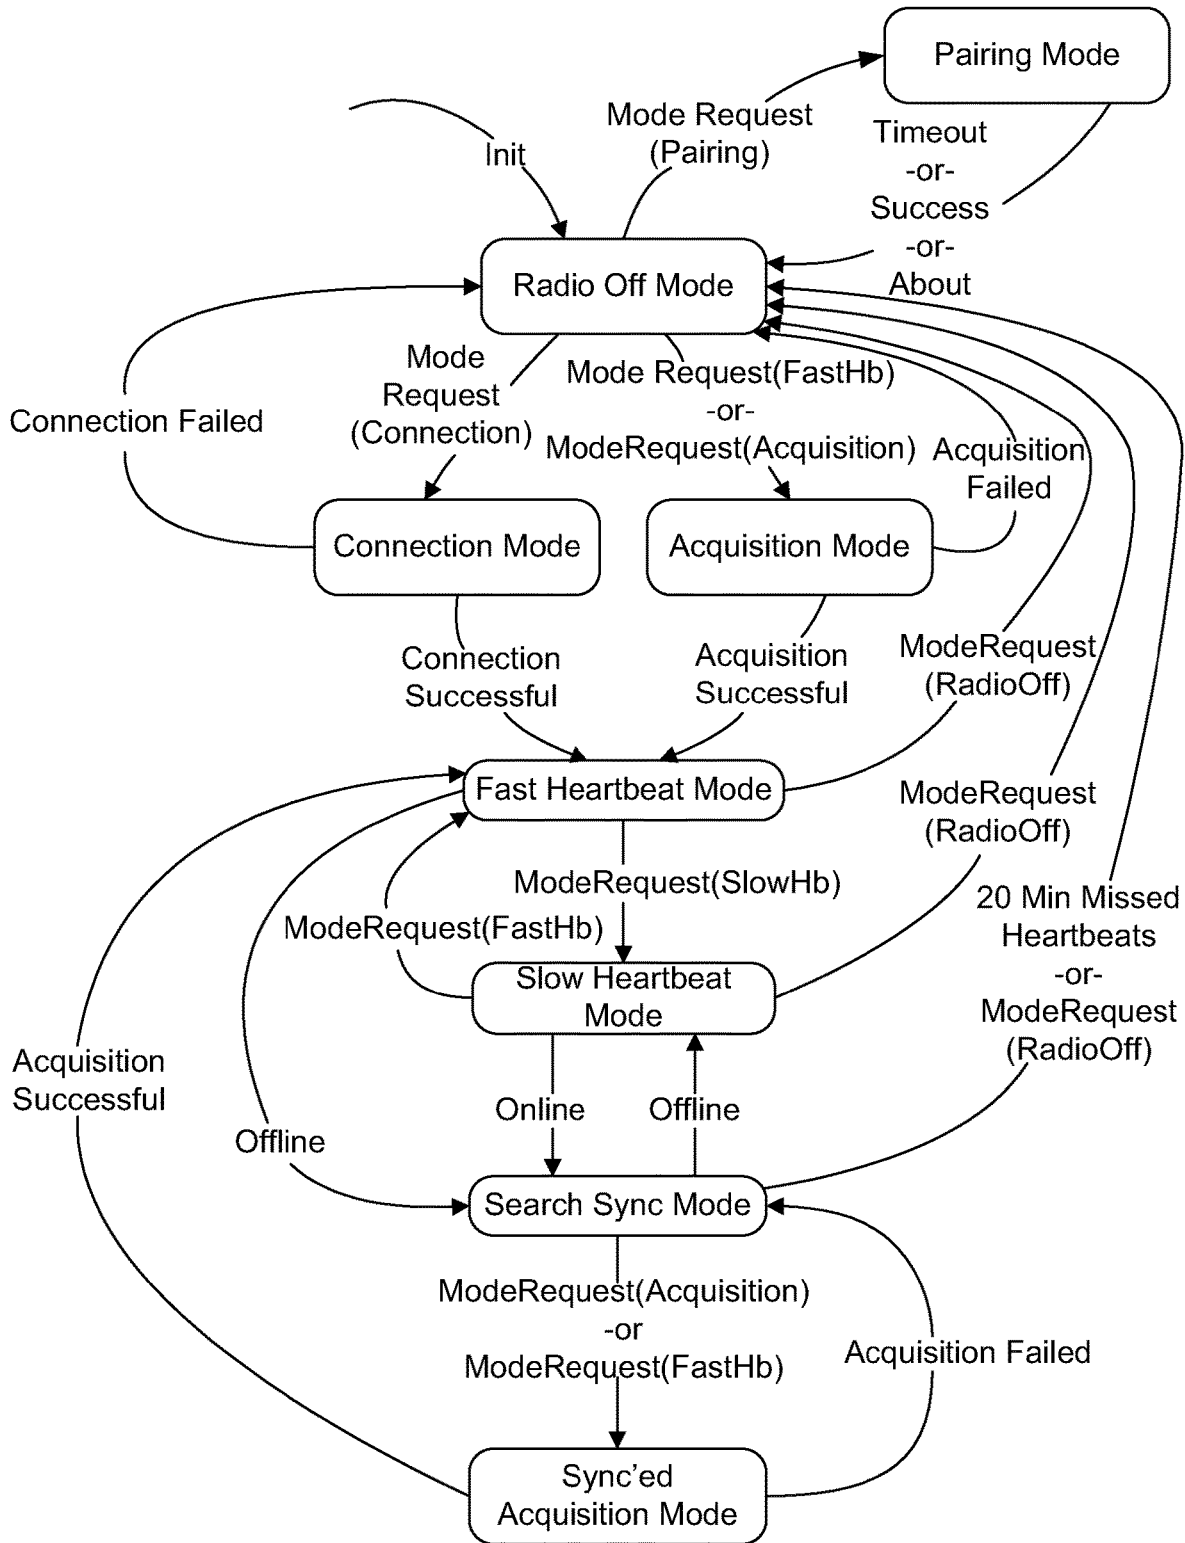 Pairing Mode
Mode Request
(Pairing)
Timeout
-or-
Success
-or-
About
Init
Radio Off Mode
Mode
Request
(Connection)
Mode Request(FastHb)
-or-
ModeRequest(Acquisition)
Connection Failed
Acquisition
Failed
Connection Mode
Acquisition Mode
Connection
Successful
Acquisition
Successful
ModeRequest
(RadioOff)
Fast Heartbeat Mode
ModeRequest
(RadioOff)
ModeRequest(SlowHb)
ModeRequest(FastHb)
20 Min Missed
Heartbeats
-or-
ModeRequest
(RadioOff)
Slow Heartbeat
Mode
Acquisition
Successful
Online
Offline
Offline
Search Sync Mode
ModeRequest(Acquisition)
-or
ModeRequest(FastHb)
Acquisition Failed
Sync'ed
Acquisition Mode